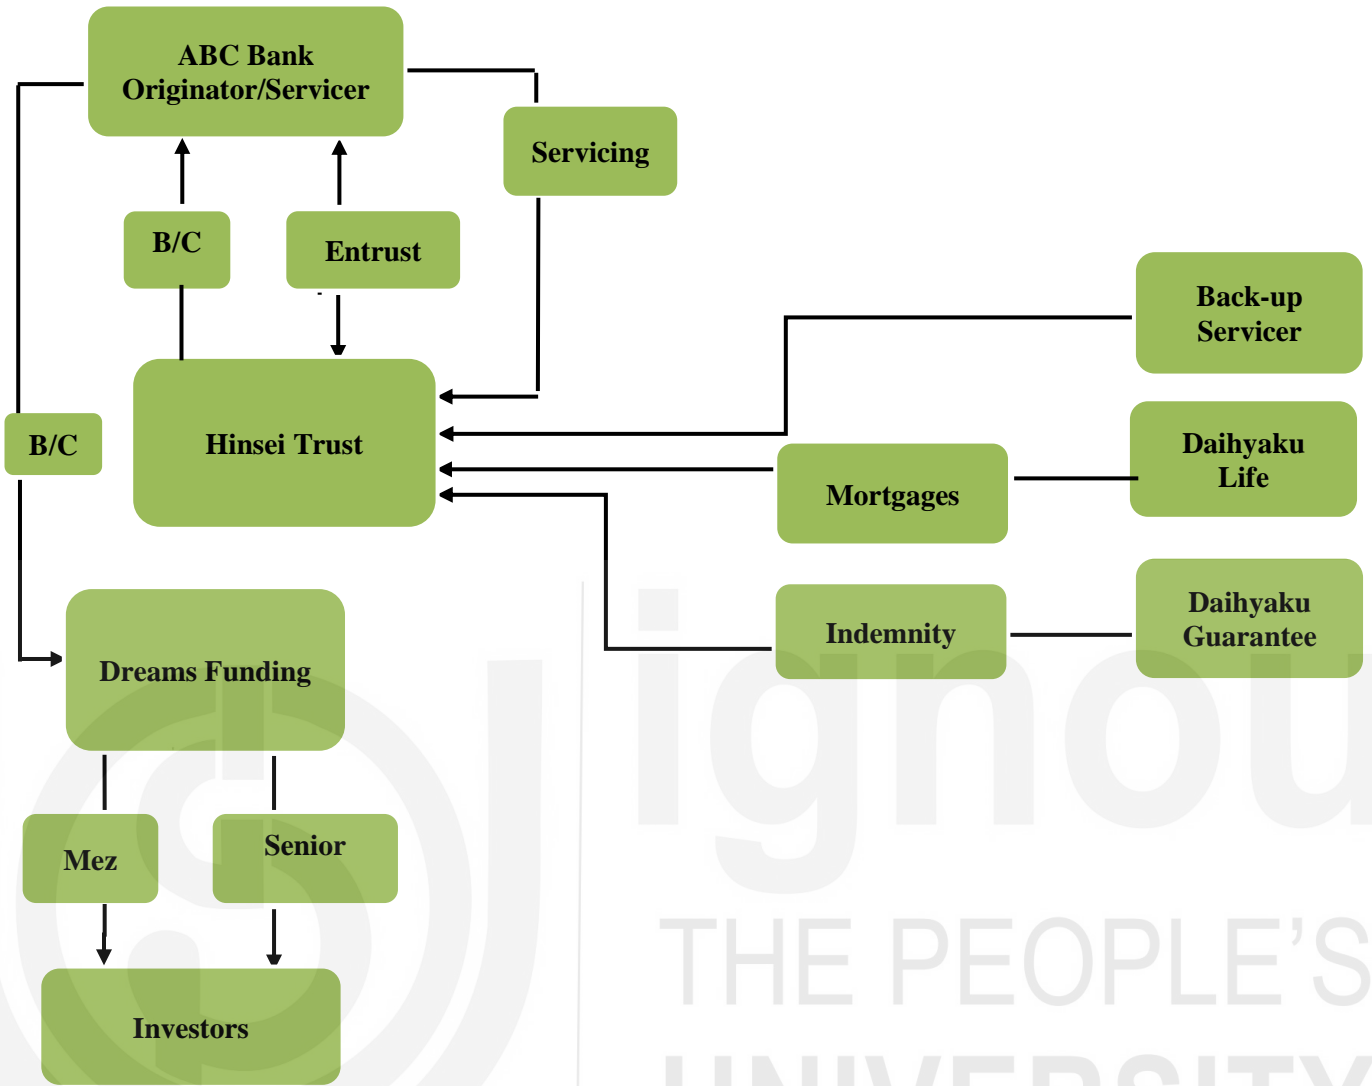 ABC Bank
Originator/Servicer
Servicing
B/C
Entrust
Back-up
Servicer
Hinsei Trust
B/C
Daihyaku
Life
Mortgages
Daihyaku
Guarantee
Indemnity
Dreams Funding
ignou
Mez
Senior
THE PEOPLE'S
Investors
UNIVERSITY